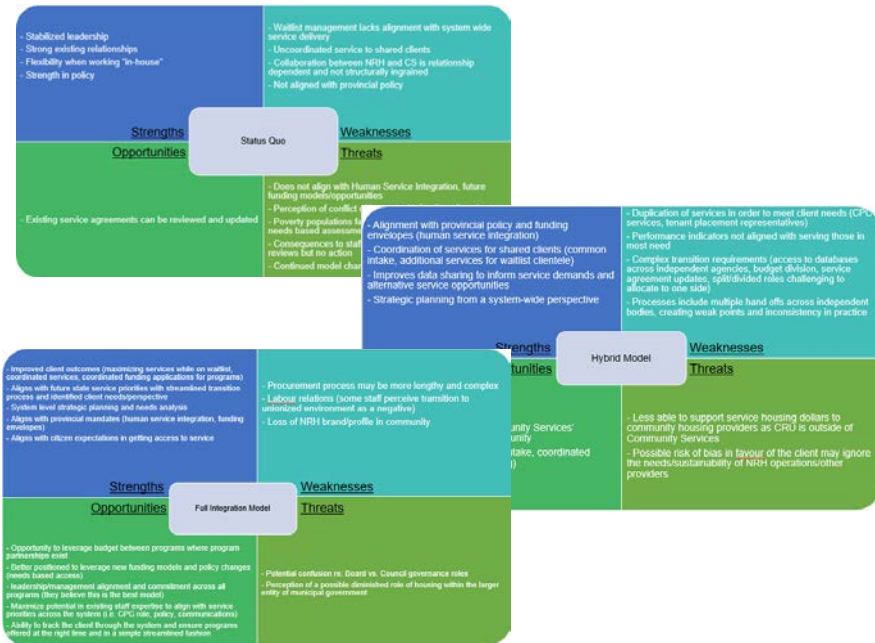 - Stabilized leadership
- Strong existing relationships
- Flexibility when working "in-house"
- Strength in policy
- Waitlist management lacks alignment with system wide
service delivery
- Uncoordinated service to shared clients
- Collaboration between NRH and CS is relationship
dependent and not structurally ingrained
- Not aligned with provincial policy
Strengths
Weaknesses
Status Quo
Opportunities
Threats
- Existing service agreements can be reviewed and updated
- Does not align with Human Service Integration, future
funding models/opportunities
- Perception of conflict
- Poverty populations
needs based
- Consequences to
reviews but no action
- Continued model
- Alignment with provincial policy and funding
envelopes (human service integration)
- Coordination of services for shared clients (common
intake, additional services for waitlist clientele)
- Improves data sharing to inform service demands and
alternative service opportunities
- Strategic planning from a system-wide perspective
- Duplication of services in order to meet client needs (CPC
services, tenant placement representatives)
- Performance indicators not aligned with serving those in
most need
- Complex transition requirements (access to databases
across independent agencies, budget division, service
agreement updates, split/divided roles challenging to
allocate to one side)
- Processes include multiple hand offs across independent
bodies, creating weak points and inconsistency in practice
Strengths
Weaknesses
Hybrid Model
Threats
Services'
coordinated
- Less able to support service housing dollars to
community housing providers as CRU is outside of
Community Services
- Possible risk of bias in favour of the client may ignore
the needs/sustainability of NRH operations/other
providers
- Improved client outcomes (maximizing services while on waitlist,
coordinated services, coordinated funding applications for programs)
- Aligns with future state service priorities with streamlined transition
process and identified client needs/perspective
- System level strategic planning and needs analysis
- Aligns with provincial mandates (human service integration, funding
envelopes)
- Aligns with citizen expectations in getting access to service
- Procurement process may be more lengthy and complex
- Labour relations (some staff perceive transition to
unionized environment as a negative)
- Loss of NRH brand/profile in community
Strengths
Weaknesses
Full Integration Model
Opportunities
Threats
- Opportunity to leverage budget between programs where program
partnerships exist
- Better positioned to leverage new funding models and policy changes
(needs based access)
- leadership/management alignment and commitment across all
programs (they believe this is the best model)
- Maximize potential in existing staff expertise to align with service
priorities across the system (i.e. CPC role, policy, communications)
- Ability to track the client through the system and ensure programs
offered at the right time and in a simple streamlined fashion
- Potential confusion re: Board vs. Council governance roles
- Perception of a possible diminished role of housing within the larger
entity of municipal government